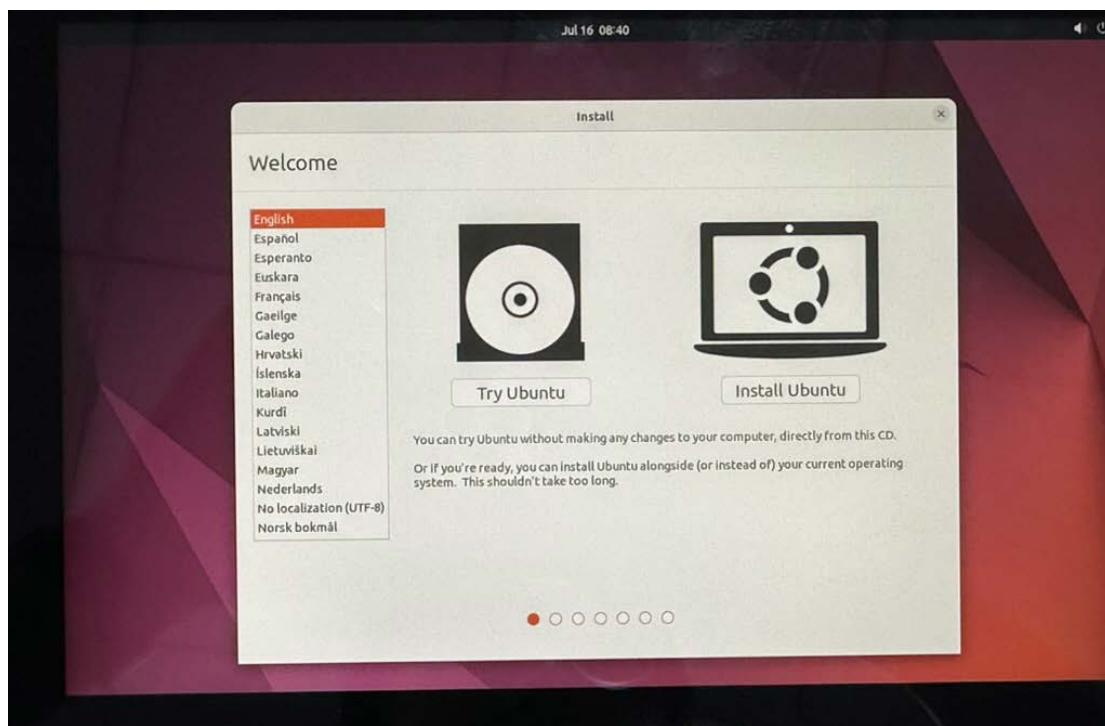 Jul 16 08:40
Install
Welcome
English
Español
Esperanto
Euskara
Français
Gaeilge
Galego
Hrvatski
Íslenska
Italiano
Kurdî
Latviski
Lietuviškai
Magyar
Nederlands
No localization (UTF-8)
Norsk bokmål
Try Ubuntu
Install Ubuntu
You can try Ubuntu without making any changes to your computer, directly from this CD.
Or if you're ready, you can install Ubuntu alongside (or instead of) your current operating
system. This shouldn't take too long.